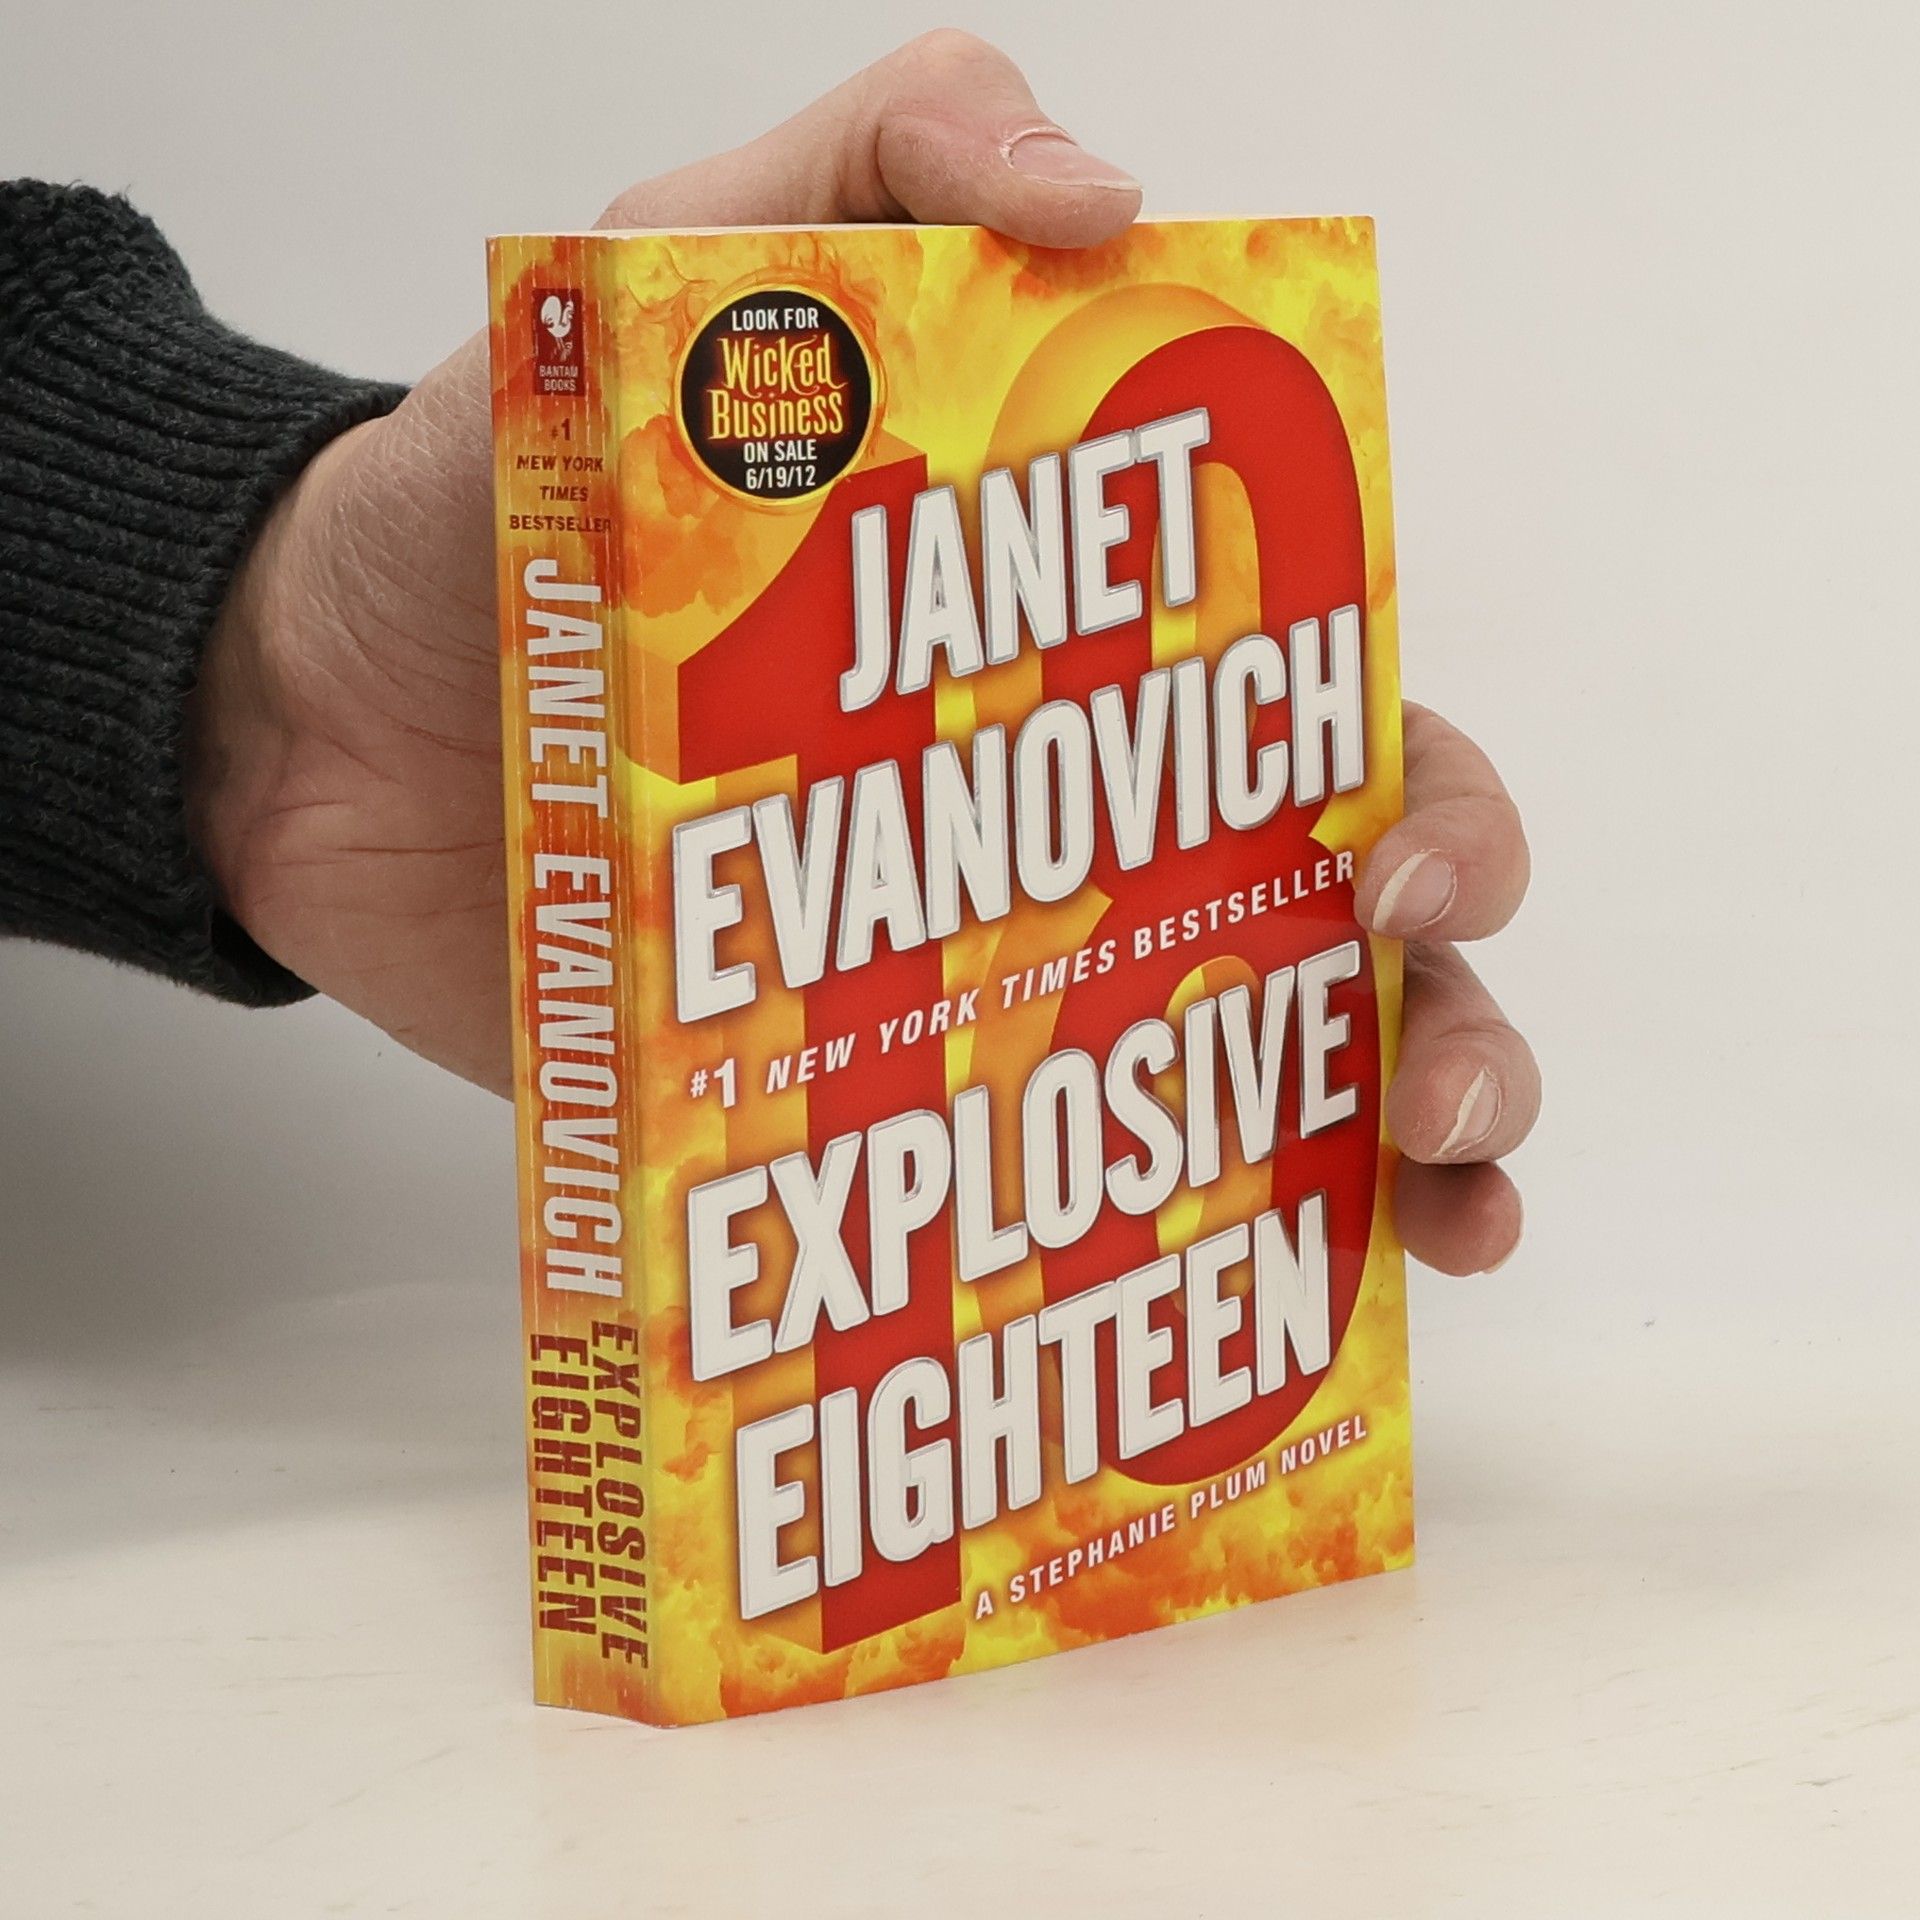 BANTAM
BOOKS
#1
NEW YORK
TIMES
BESTSELLER
JANET EVANOVICH
EXPLOSIVE
EIGHTEEN
LOOK FOR
Wicked
Business
ON SALE
6/19/12
18
JANET
EVANOVICH
#1 NEW YORK TIMES BESTSELLER
EXPLOSIVE
EIGHTEEN
A STEPHANIE PLUM NOVEL